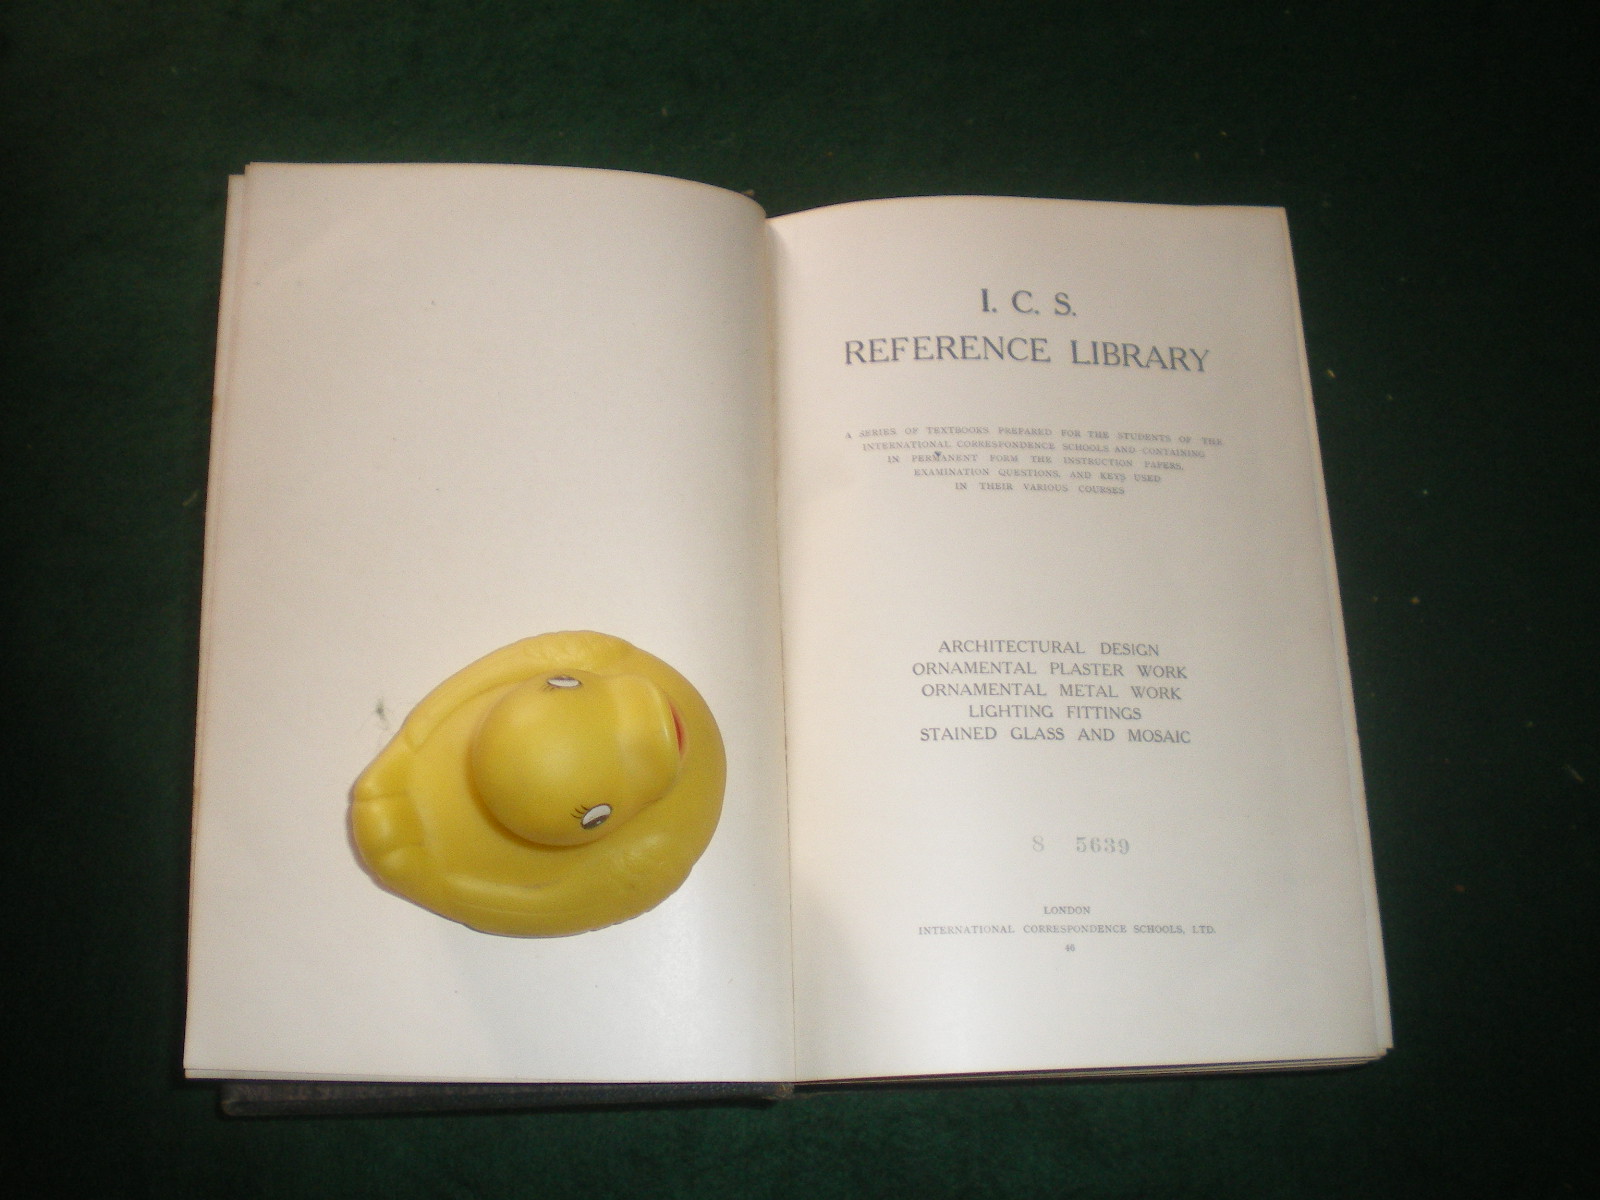 I. C. S.
REFERENCE LIBRARY
A SERIES OF TEXTBOOKS PREPARED FOR THE STUDENTS OF THE
INTERNATIONAL CORRESPONDENCE SCHOOLS AND CONTAINING
IN PERMANENT FORM THE INSTRUCTION PAPERS,
EXAMINATION QUESTIONS, AND KEYS USED
IN THEIR VARIOUS COURSES
ARCHITECTURAL DESIGN
ORNAMENTAL PLASTER WORK
ORNAMENTAL METAL WORK
LIGHTING FITTINGS
STAINED GLASS AND MOSAIC
8 5639
LONDON
INTERNATIONAL CORRESPONDENCE SCHOOLS, LTD.
46